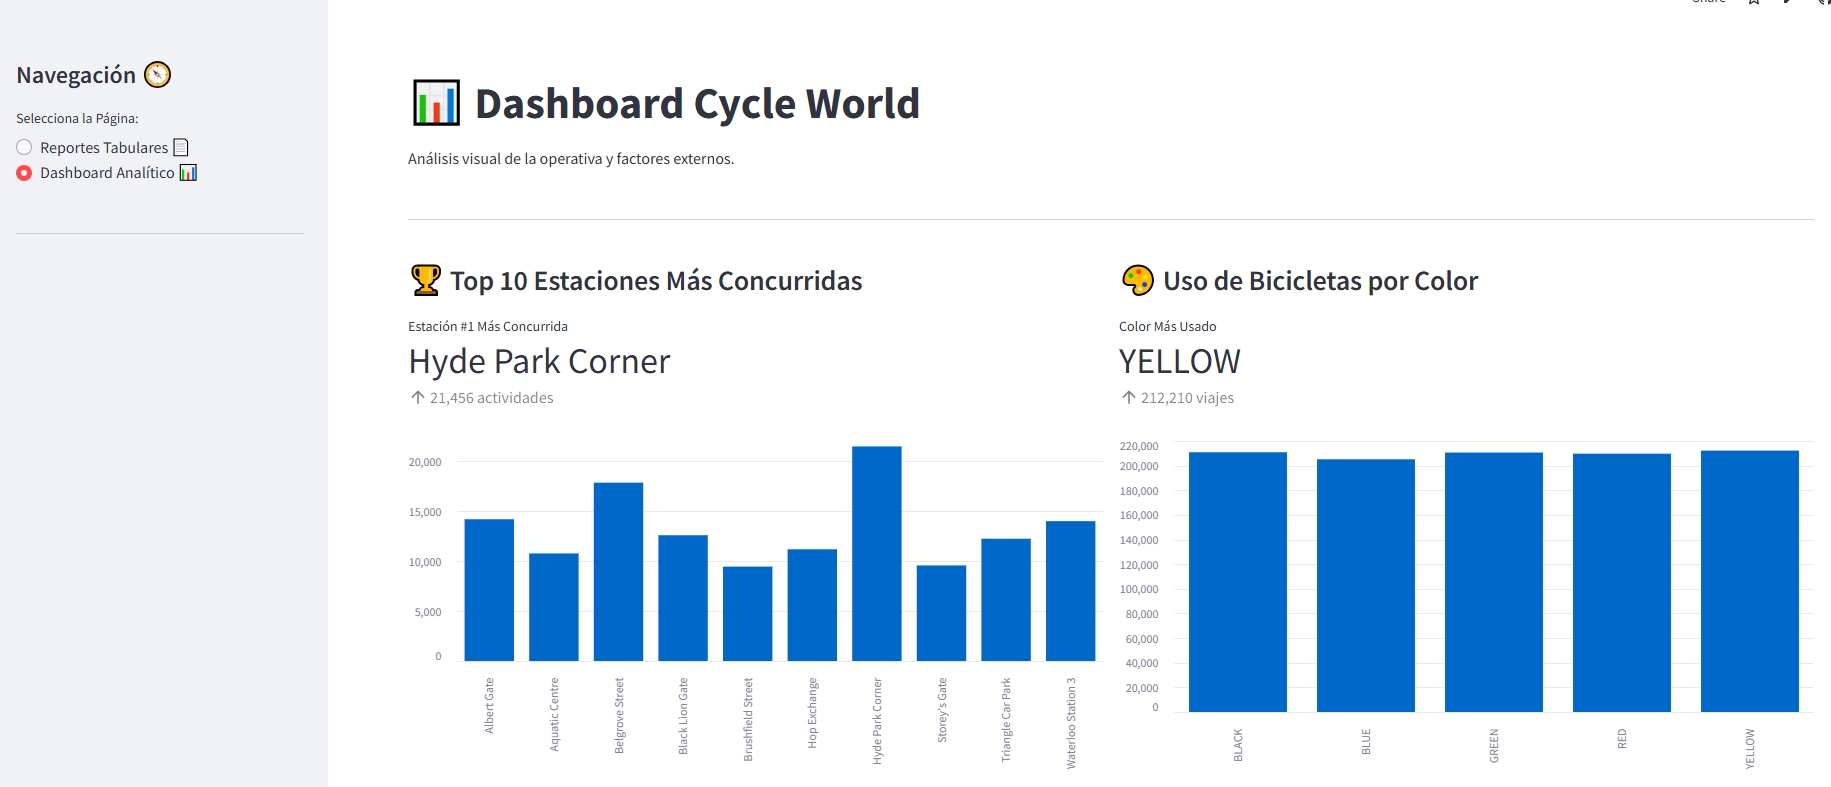 Share
Navegación
Selecciona la Página:
Reportes Tabulares
Dashboard Analítico
Dashboard Cycle World
Análisis visual de la operativa y factores externos.
Top 10 Estaciones Más Concurridas
Estación #1 Más Concurrida
Hyde Park Corner
21,456 actividades
20,000
15,000
10,000
5,000
0
Albert Gate
Aquatic Centre
Belgrove Street
Black Lion Gate
Brushfield Street
Hop Exchange
Hyde Park Corner
Storey's Gate
Triangle Car Park
Waterloo Station 3
Uso de Bicicletas por Color
Color Más Usado
YELLOW
212,210 viajes
220,000
200,000
180,000
160,000
140,000
120,000
100,000
80,000
60,000
40,000
20,000
0
BLACK
BLUE
GREEN
RED
YELLOW